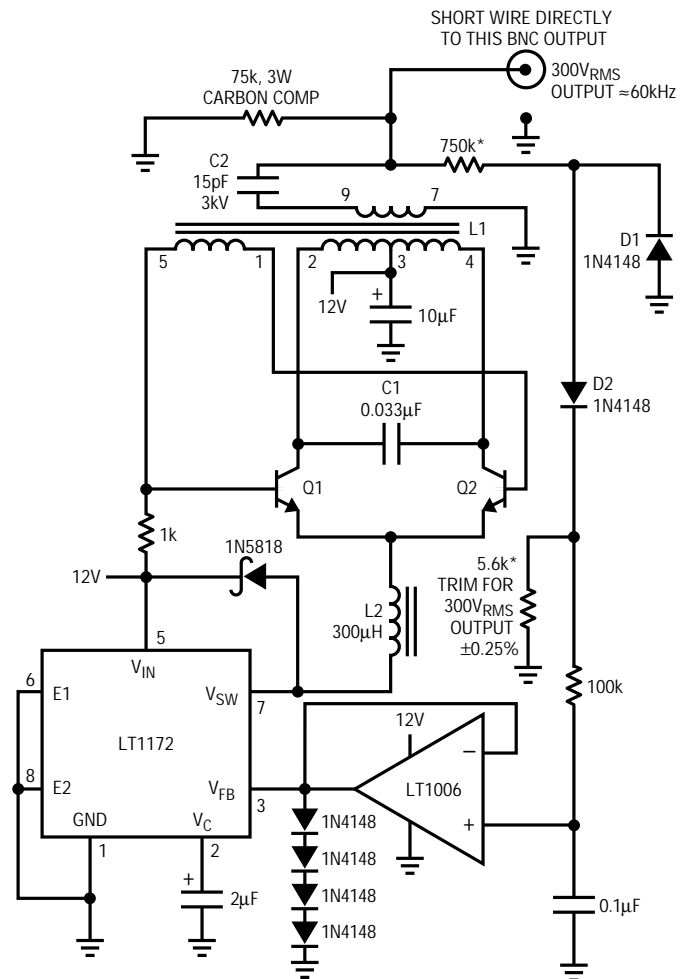 SHORT WIRE DIRECTLY
TO THIS BNC OUTPUT
75k, 3W
CARBON COMP
300VRMS
OUTPUT ≈60kHz
750k*
C2
15pF
3kV
9
7
L1
D1
1N4148
5
1
2
3
4
12V
+
10µF
D2
1N4148
C1
0.033µF
Q1
Q2
1k
1N5818
12V
5.6k*
TRIM FOR
300VRMS
OUTPUT
±0.25%
L2
300µH
5
VIN
6
E1
VSW
7
100k
LT1172
12V
–
8
E2
VFB
3
LT1006
+
GND
VC
1
2
1N4148
1N4148
1N4148
1N4148
+
2µF
0.1µF